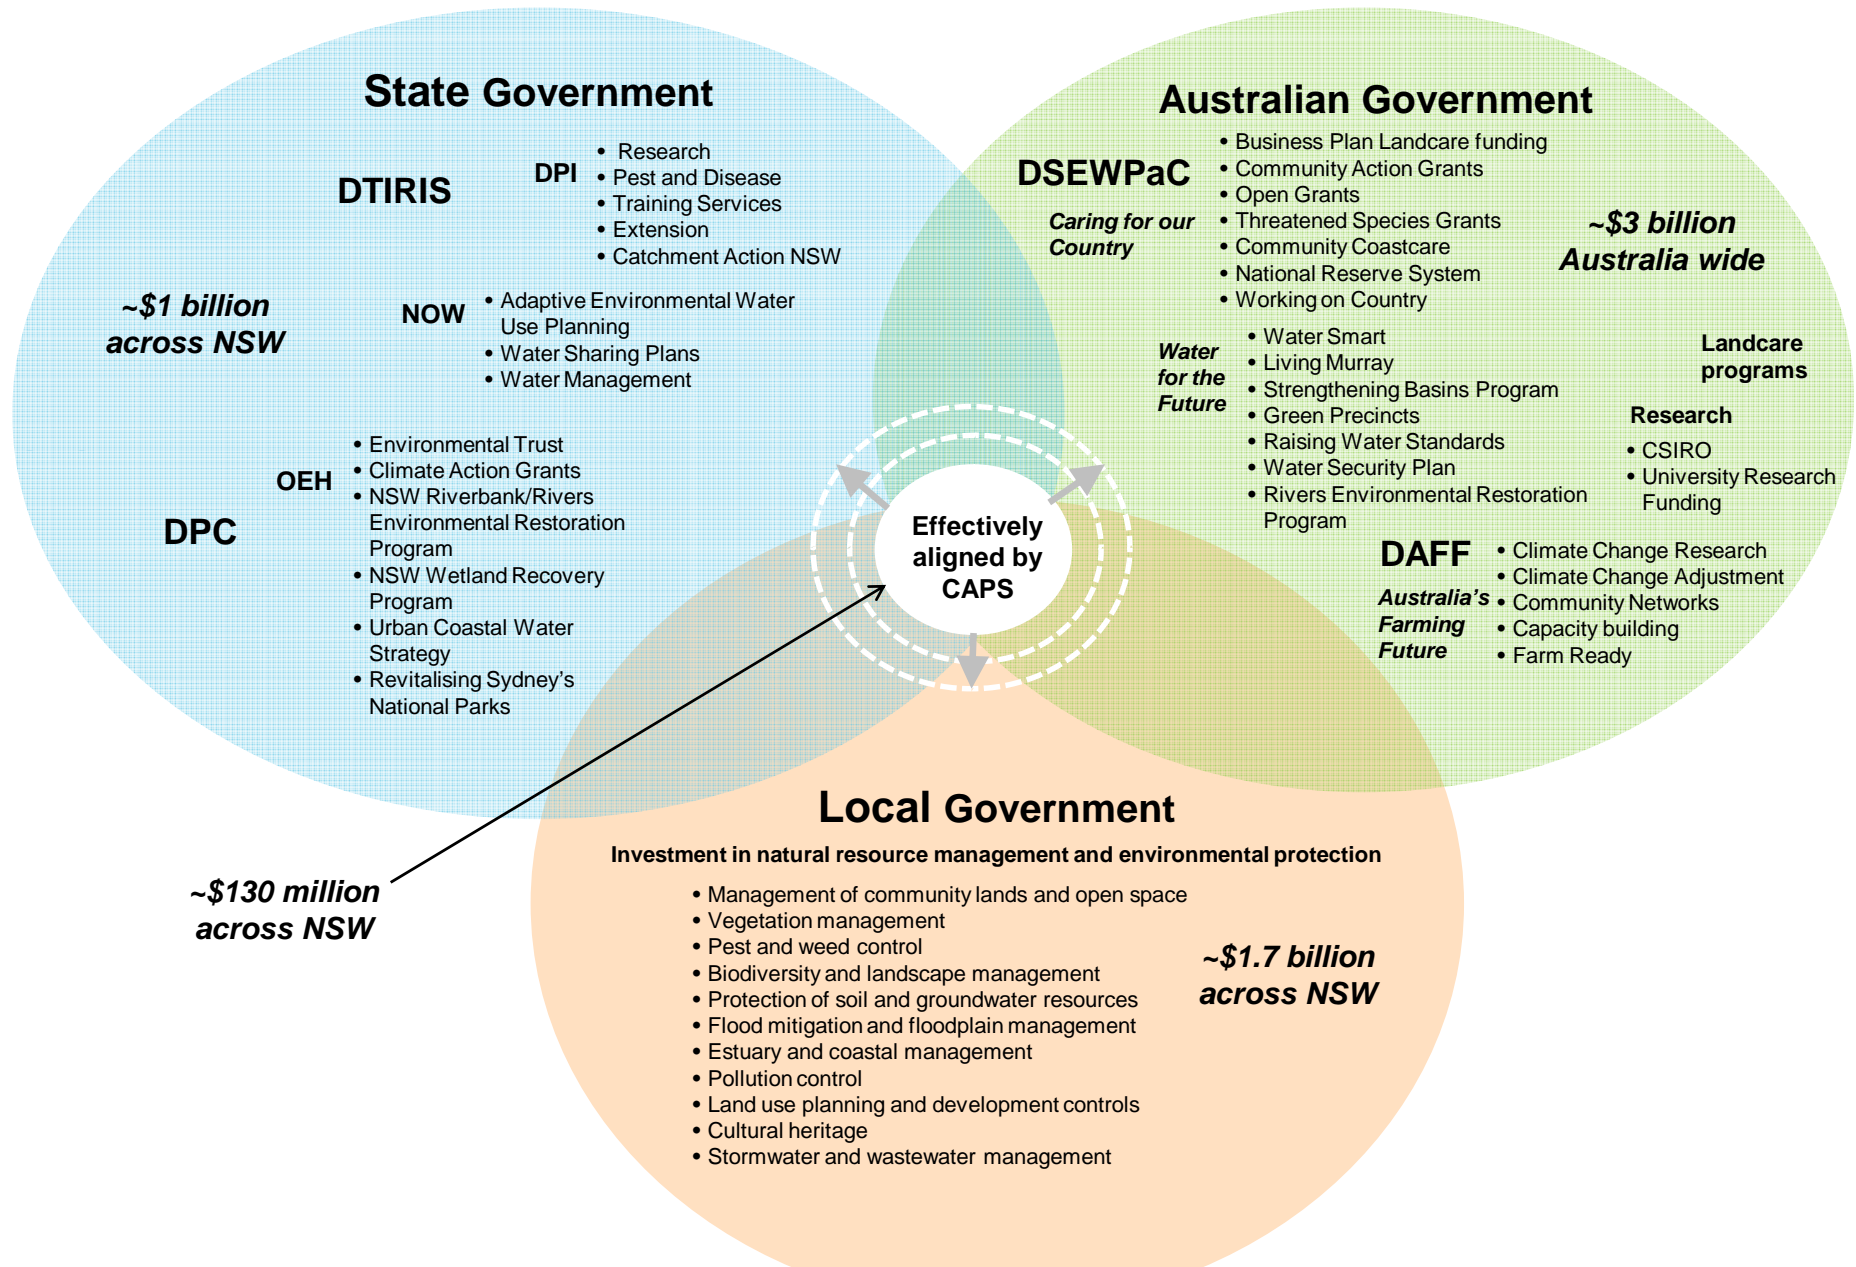 State Government
DTIRIS
DPI
• Research
• Pest and Disease
• Training Services
• Extension
• Catchment Action NSW
~$1 billion
across NSW
NOW
• Adaptive Environmental Water
Use Planning
• Water Sharing Plans
• Water Management
OEH
DPC
• Environmental Trust
• Climate Action Grants
• NSW Riverbank/Rivers
Environmental Restoration
Program
• NSW Wetland Recovery
Program
• Urban Coastal Water
Strategy
• Revitalising Sydney's
National Parks
Australian Government
DSEWPaC
Caring for our
Country
• Business Plan Landcare funding
• Community Action Grants
• Open Grants
• Threatened Species Grants
• Community Coastcare
• National Reserve System
• Working on Country
~$3 billion
Australia wide
Water
for the
Future
• Water Smart
• Living Murray
• Strengthening Basins Program
• Green Precincts
• Raising Water Standards
• Water Security Plan
• Rivers Environmental Restoration
Program
Landcare
programs
Research
• CSIRO
• University Research
Funding
DAFF
Australia's
Farming
Future
• Climate Change Research
• Climate Change Adjustment
• Community Networks
• Capacity building
• Farm Ready
Effectively
aligned by
CAPS
~$130 million
across NSW
Local Government
Investment in natural resource management and environmental protection
• Management of community lands and open space
• Vegetation management
• Pest and weed control
• Biodiversity and landscape management
• Protection of soil and groundwater resources
• Flood mitigation and floodplain management
• Estuary and coastal management
• Pollution control
• Land use planning and development controls
• Cultural heritage
• Stormwater and wastewater management
~$1.7 billion
across NSW